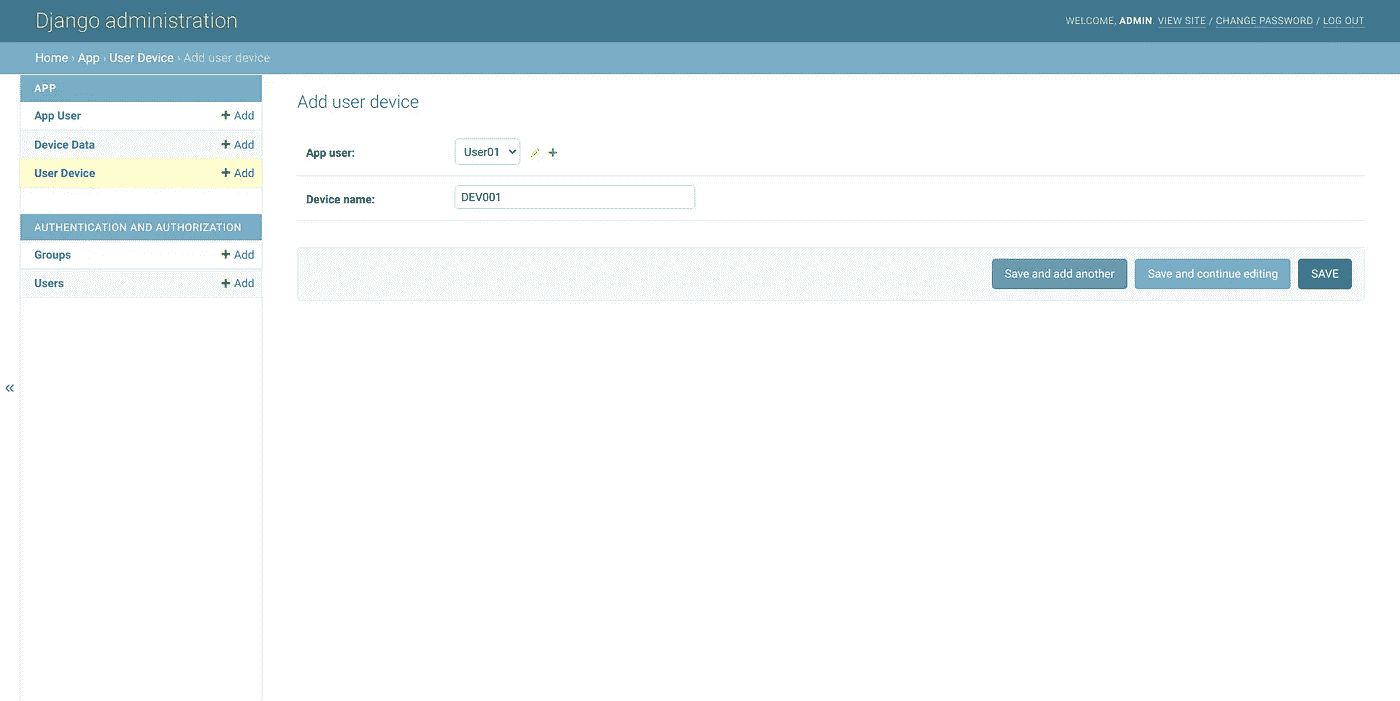 Django administration
WELCOME, ADMIN. VIEW SITE / CHANGE PASSWORD / LOG OUT
Home › App › User Device › Add user device
APP
App User + Add
Device Data + Add
User Device + Add
AUTHENTICATION AND AUTHORIZATION
Groups + Add
Users + Add
«
Add user device
App user: User01 +
Device name: DEV001
Save and add another Save and continue editing SAVE